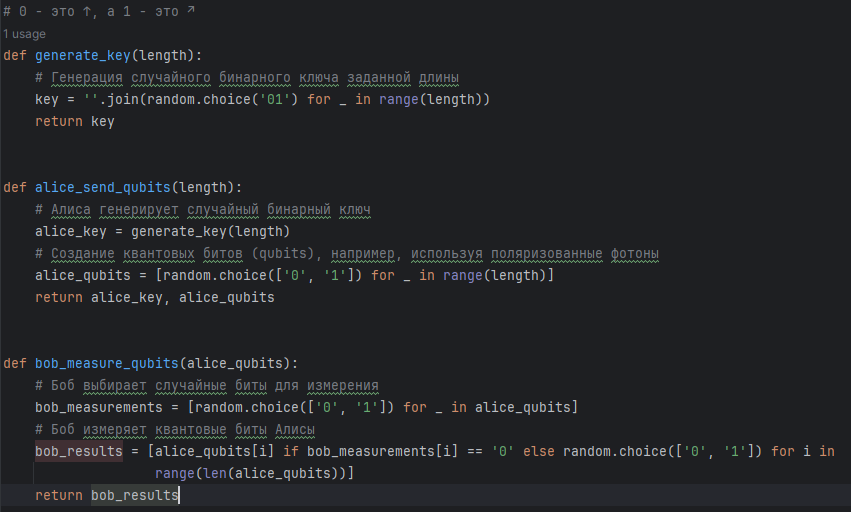 # 0 - это ↑, а 1 - это ↗
1 usage
def generate_key(length):
    # Генерация случайного бинарного ключа заданной длины
    key = ''.join(random.choice('01') for _ in range(length))
    return key
def alice_send_qubits(length):
    # Алиса генерирует случайный бинарный ключ
    alice_key = generate_key(length)
    # Создание квантовых битов (qubits), например, используя поляризованные фотоны
    alice_qubits = [random.choice(['0', '1']) for _ in range(length)]
    return alice_key, alice_qubits
def bob_measure_qubits(alice_qubits):
    # Боб выбирает случайные биты для измерения
    bob_measurements = [random.choice(['0', '1']) for _ in alice_qubits]
    # Боб измеряет квантовые биты Алисы
    bob_results = [alice_qubits[i] if bob_measurements[i] == '0' else random.choice(['0', '1']) for i in
                   range(len(alice_qubits))]
    return bob_results